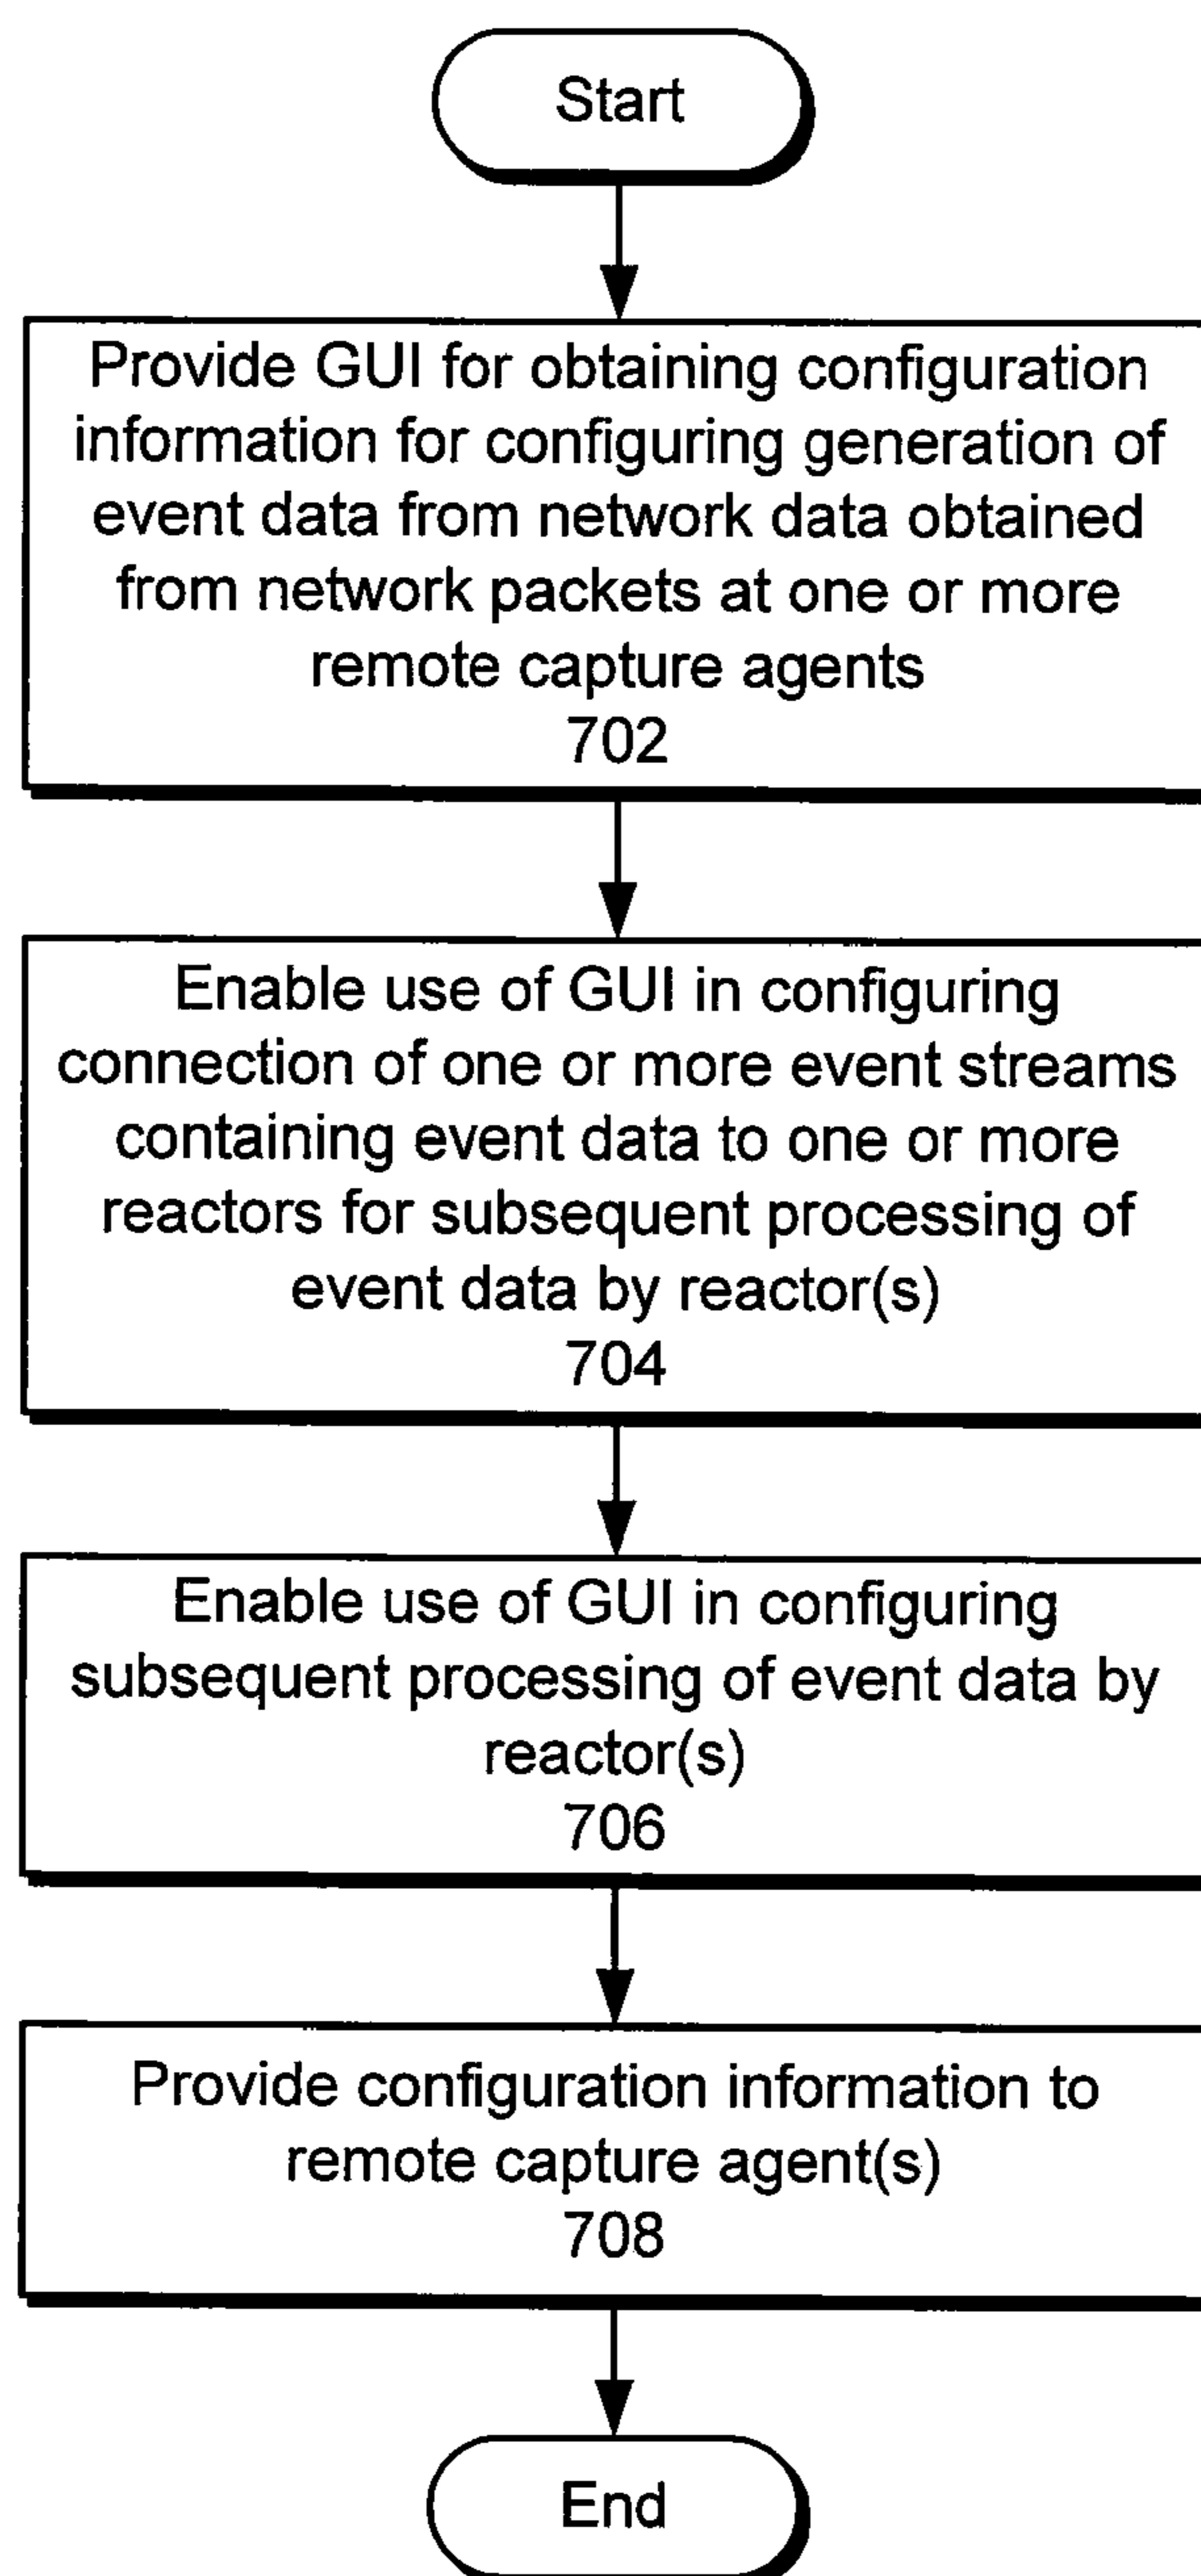 Start
Provide GUI for obtaining configuration
information for configuring generation of
event data from network data obtained
from network packets at one or more
remote capture agents
702
Enable use of GUI in configuring
connection of one or more event streams
containing event data to one or more
reactors for subsequent processing of
event data by reactor(s)
704
Enable use of GUI in configuring
subsequent processing of event data by
reactor(s)
706
Provide configuration information to
remote capture agent(s)
708
End